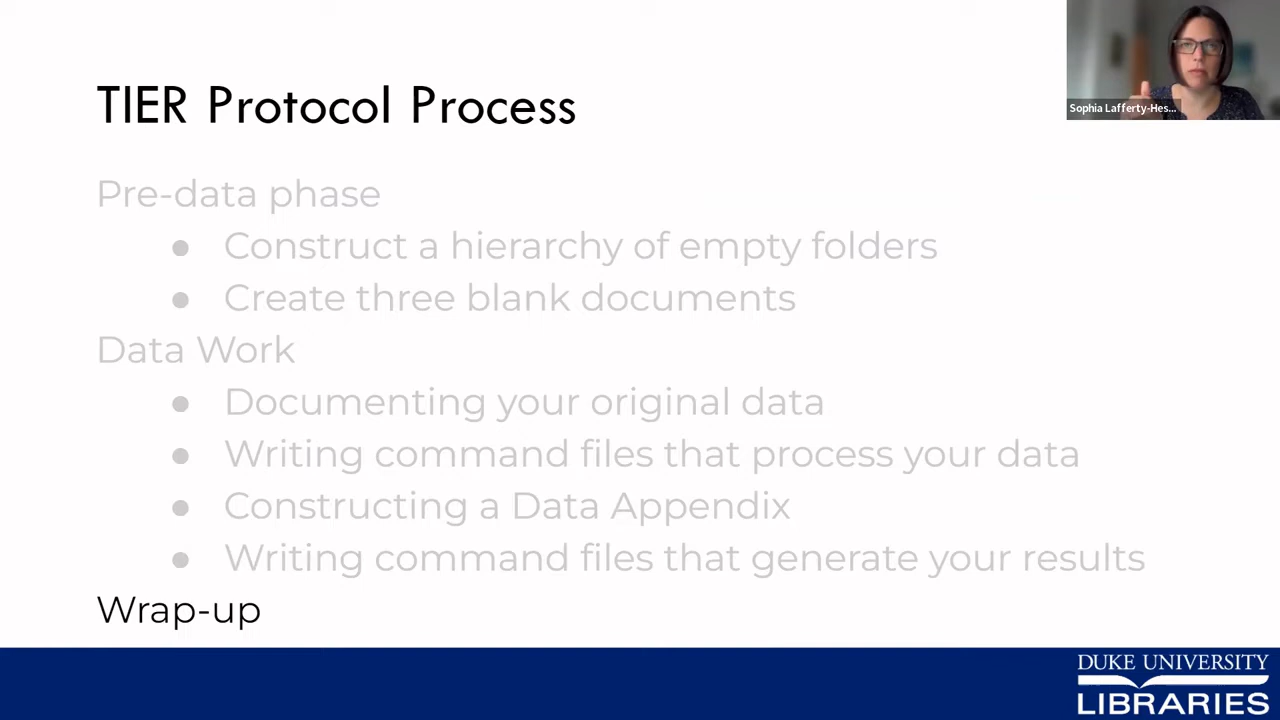 TIER Protocol Process
Sophia Lafferty-Hes...
Pre-data phase
● Construct a hierarchy of empty folders
● Create three blank documents
Data Work
● Documenting your original data
● Writing command files that process your data
● Constructing a Data Appendix
● Writing command files that generate your results
Wrap-up
DUKE UNIVERSITY
LIBRARIES